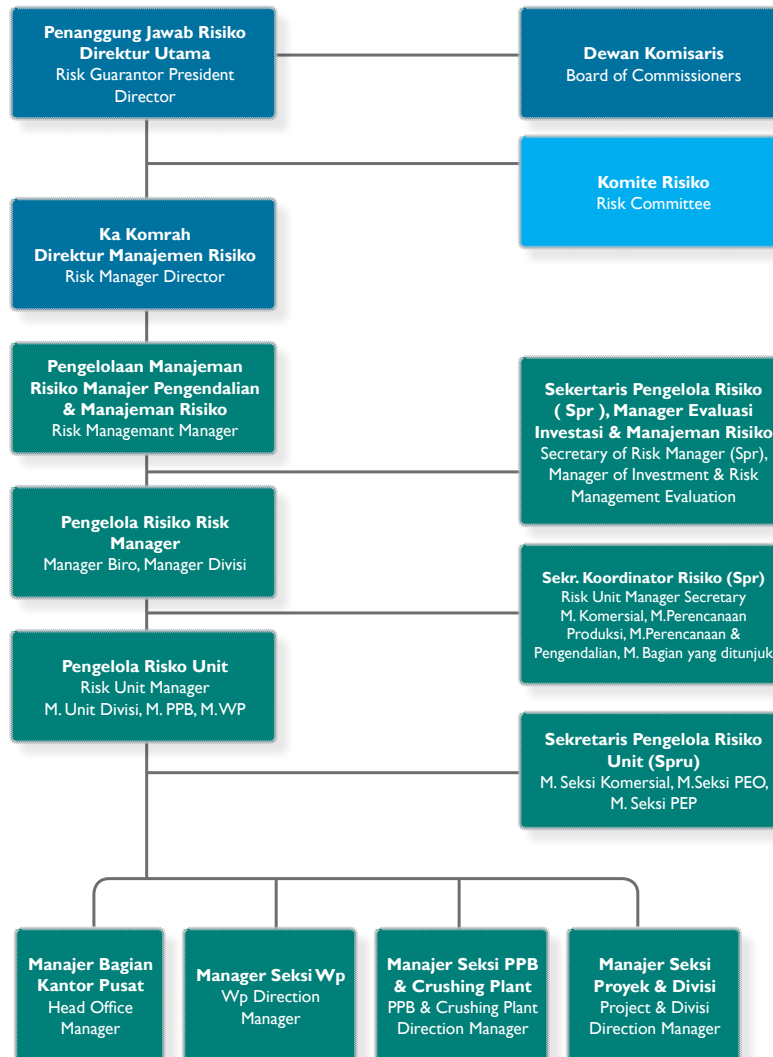 Penanggung Jawab Risiko
Direktur Utama
Risk Guarantor President
Director
Dewan Komisaris
Board of Commissioners
Komite Risiko
Risk Committee
Ka Komrah
Direktur Manajemen Risiko
Risk Manager Director
Pengelolaan Manajeman
Risiko Manajer Pengendalian
& Manajeman Risiko
Risk Managemant Manager
Sekertaris Pengelola Risiko
( Spr ), Manager Evaluasi
Investasi & Manajeman Risiko
Secretary of Risk Manager (Spr),
Manager of Investment & Risk
Management Evaluation
Pengelola Risiko Risk
Manager
Manager Biro, Manager Divisi
Sekr. Koordinator Risiko (Spr)
Risk Unit Manager Secretary
M. Komersial, M.Perencanaan
Produksi, M.Perencanaan &
Pengendalian, M. Bagian yang ditunjuk
Pengelola Risko Unit
Risk Unit Manager
M. Unit Divisi, M. PPB, M. WP
Sekretaris Pengelola Risiko
Unit (Spru)
M. Seksi Komersial, M.Seksi PEO,
M. Seksi PEP
Manajer Bagian
Kantor Pusat
Head Office
Manager
Manager Seksi Wp
Wp Direction
Manager
Manajer Seksi PPB
& Crushing Plant
PPB & Crushing Plant
Direction Manager
Manajer Seksi
Proyek & Divisi
Project & Divisi
Direction Manager